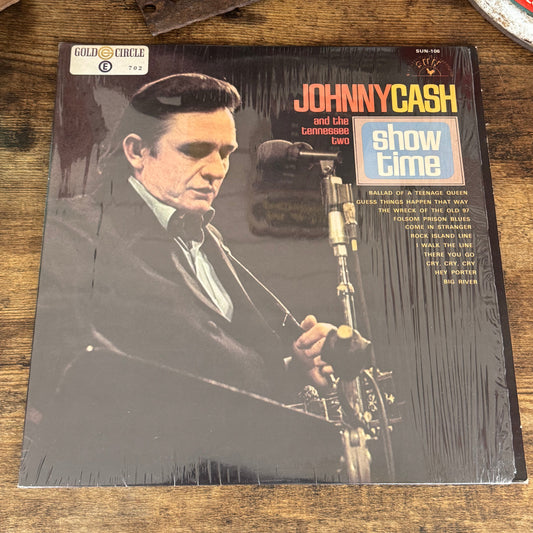 GOLD CIRCLE
E
702
SUN-106
SUN
JOHNNY CASH
and the
tennessee
two
show
time
BALLAD OF A TEENAGE QUEEN
GUESS THINGS HAPPEN THAT WAY
THE WRECK OF THE OLD 97
FOLSOM PRISON BLUES
COME IN STRANGER
ROCK ISLAND LINE
I WALK THE LINE
THERE YOU GO
CRY, CRY, CRY
HEY PORTER
BIG RIVER